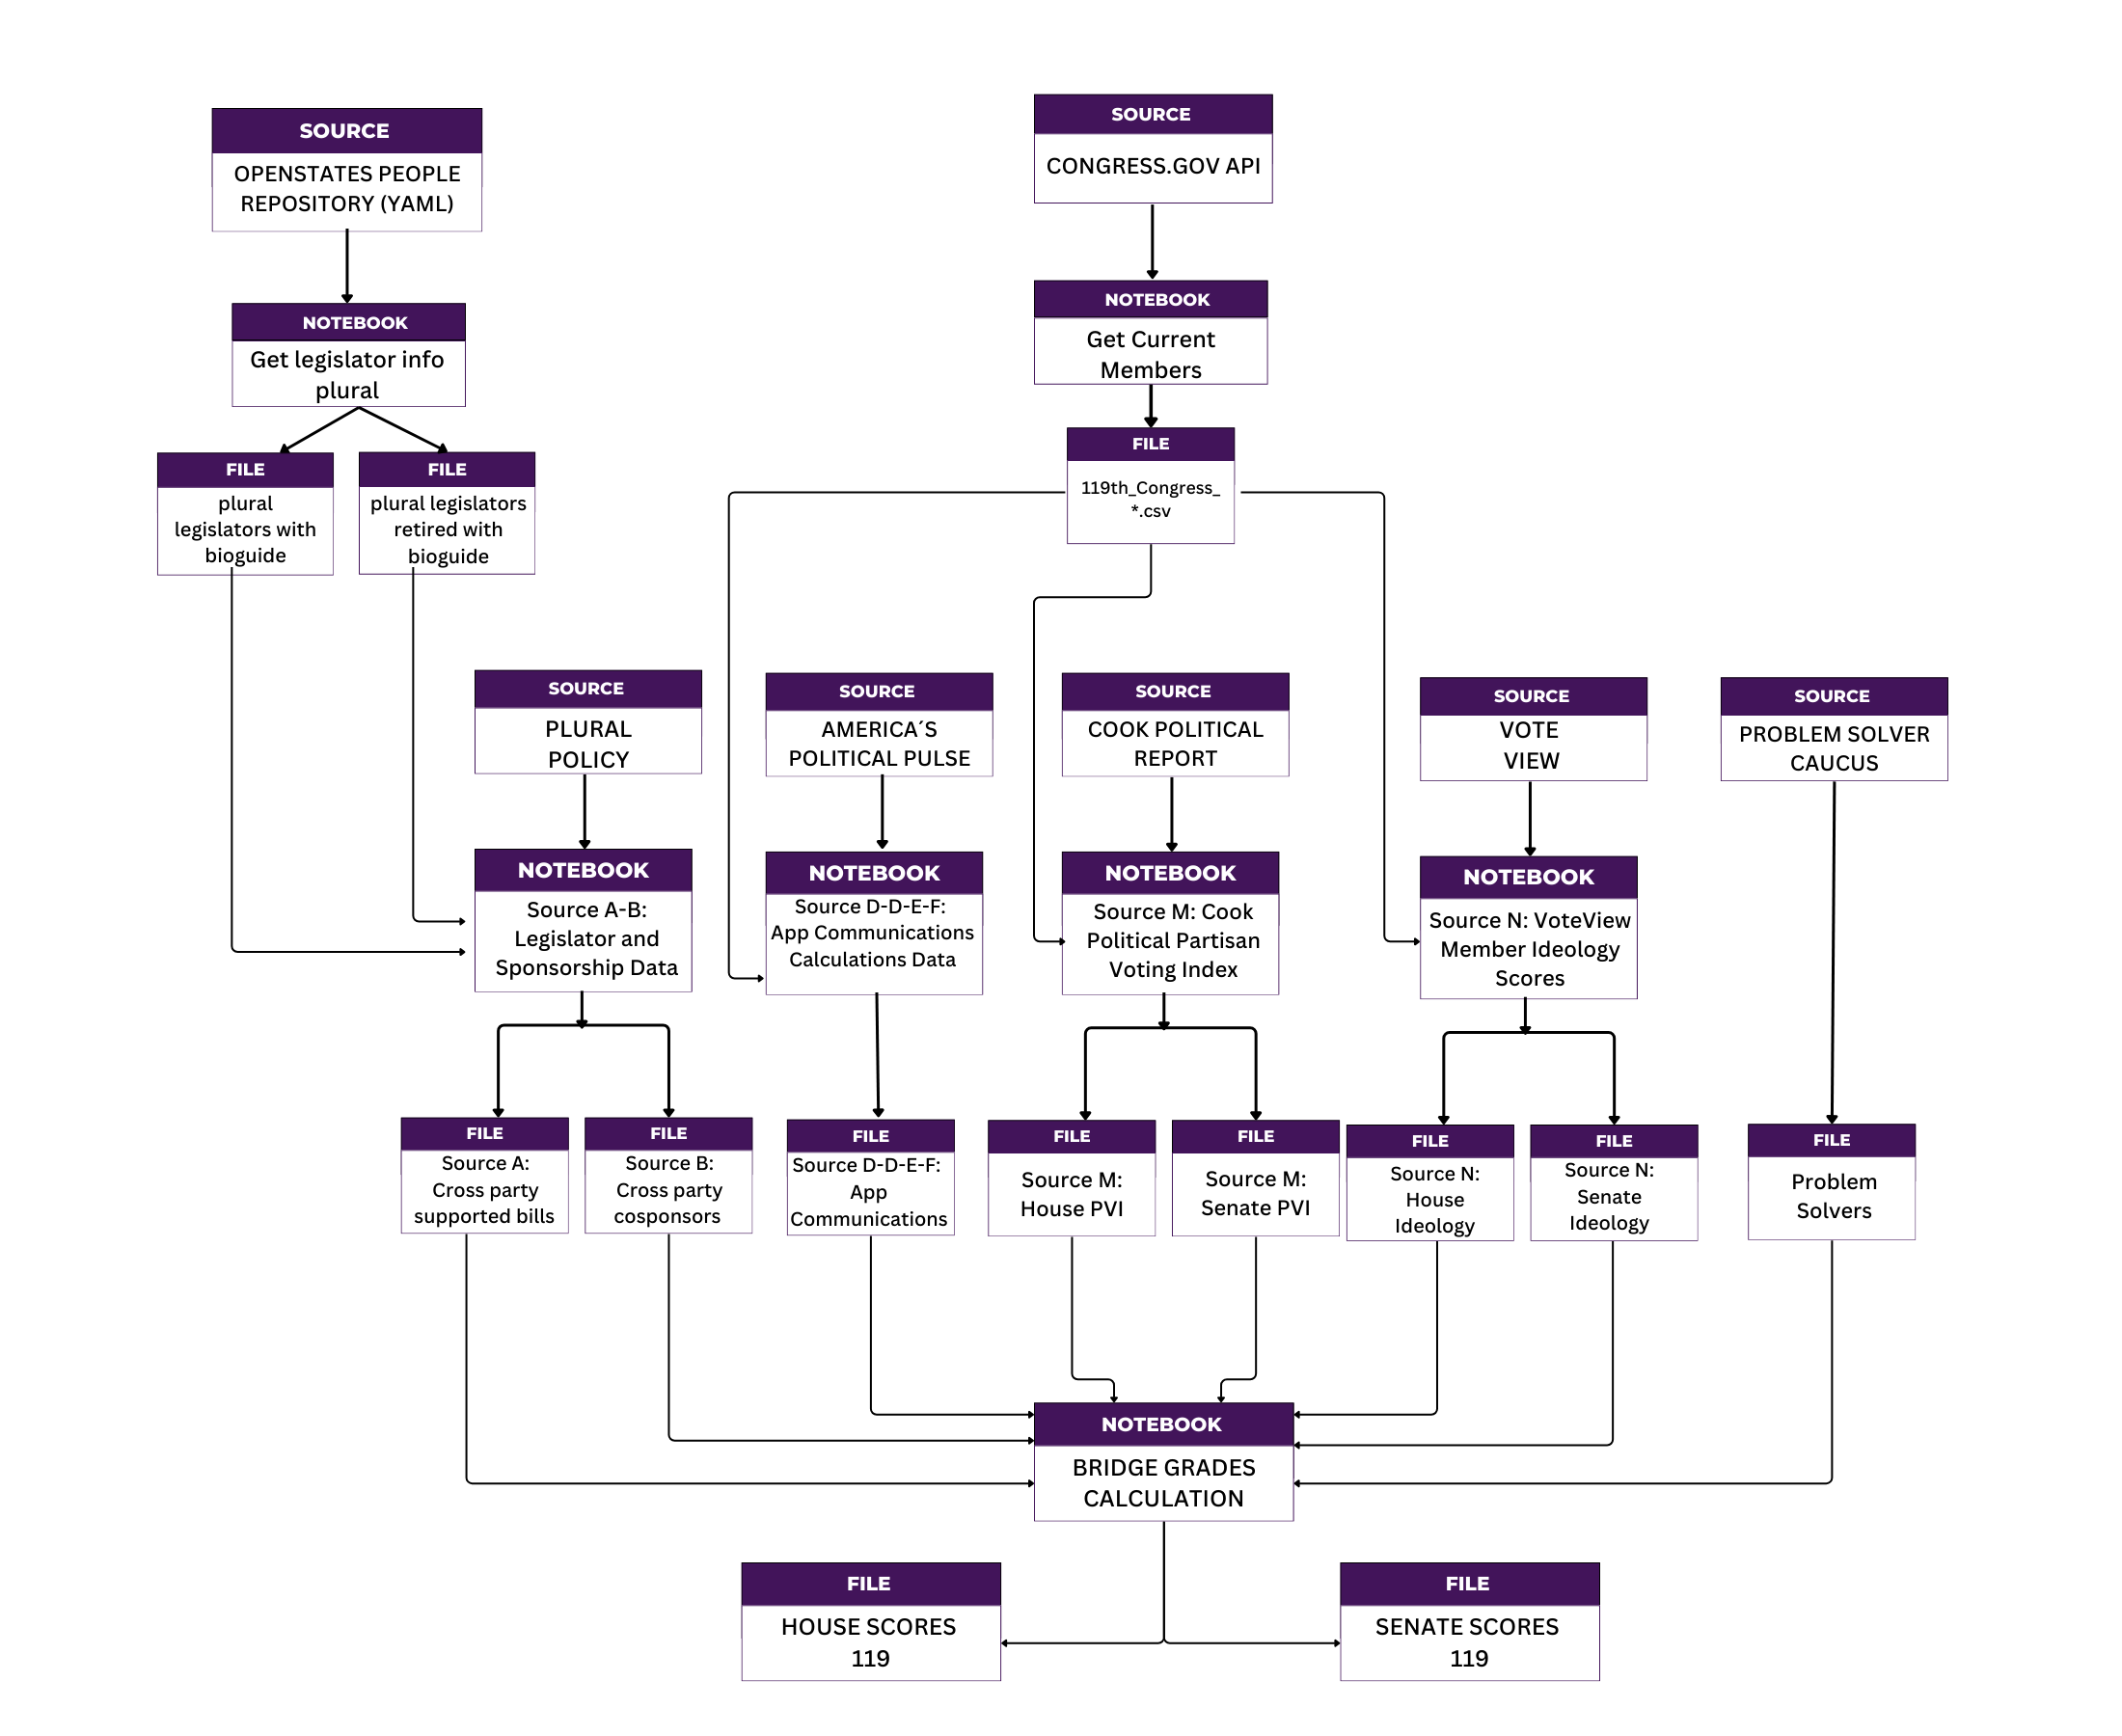 SOURCE
OPENSTATES PEOPLE
REPOSITORY (YAML)
SOURCE
CONGRESS.GOV API
NOTEBOOK
Get legislator info
plural
NOTEBOOK
Get Current
Members
FILE
plural
legislators with
bioguide
FILE
plural legislators
retired with
bioguide
FILE
119th_Congress_
*.csv
SOURCE
PLURAL
POLICY
SOURCE
AMERICA´S
POLITICAL PULSE
SOURCE
COOK POLITICAL
REPORT
SOURCE
VOTE
VIEW
SOURCE
PROBLEM SOLVER
CAUCUS
NOTEBOOK
Source A-B:
Legislator and
Sponsorship Data
NOTEBOOK
Source D-D-E-F:
App Communications
Calculations Data
NOTEBOOK
Source M: Cook
Political Partisan
Voting Index
NOTEBOOK
Source N: VoteView
Member Ideology
Scores
FILE
Source A:
Cross party
supported bills
FILE
Source B:
Cross party
cosponsors
FILE
Source D-D-E-F:
App
Communications
FILE
Source M:
House PVI
FILE
Source M:
Senate PVI
FILE
Source N:
House
Ideology
FILE
Source N:
Senate
Ideology
FILE
Problem
Solvers
NOTEBOOK
BRIDGE GRADES
CALCULATION
FILE
HOUSE SCORES
119
FILE
SENATE SCORES
119